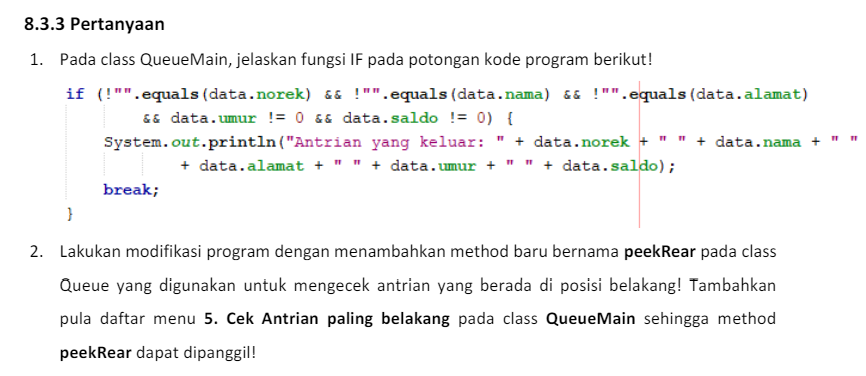 8.3.3 Pertanyaan
1. Pada class QueueMain, jelaskan fungsi IF pada potongan kode program berikut!
if (!"".equals(data.norek) && !"".equals(data.nama) && !"".equals(data.alamat)
&& data.umur != 0 && data.saldo != 0) {
System.out.println("Antrian yang keluar: " + data.norek + " " + data.nama + " "
+ data.alamat + " " + data.umur + " " + data.saldo);
break;
}
2. Lakukan modifikasi program dengan menambahkan method baru bernama peekRear pada class
Queue yang digunakan untuk mengecek antrian yang berada di posisi belakang! Tambahkan
pula daftar menu 5. Cek Antrian paling belakang pada class QueueMain sehingga method
peekRear dapat dipanggil!